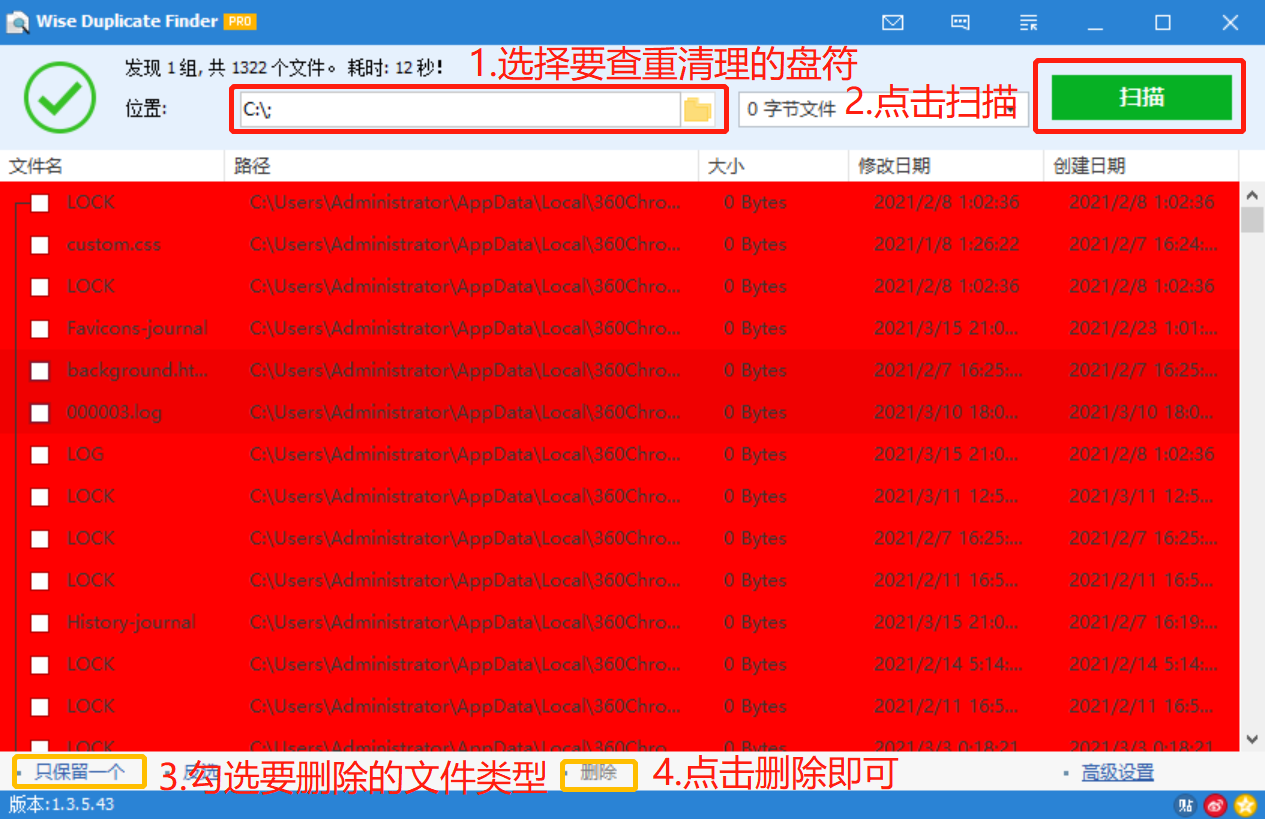 Wise Duplicate Finder PRO
发现 1 组, 共 1322 个文件。 耗时: 12 秒!
1.选择要查重清理的盘符
位置:
C:\;
0 字节文件
2.点击扫描
扫描
文件名 路径 大小 修改日期 创建日期
LOCK C:\Users\Administrator\AppData\Local\360Chro... 0 Bytes 2021/2/8 1:02:36 2021/2/8 1:02:36
custom.css C:\Users\Administrator\AppData\Local\360Chro... 0 Bytes 2021/1/8 1:26:22 2021/2/7 16:24:...
LOCK C:\Users\Administrator\AppData\Local\360Chro... 0 Bytes 2021/2/8 1:02:36 2021/2/8 1:02:36
Favicons-journal C:\Users\Administrator\AppData\Local\360Chro... 0 Bytes 2021/3/15 21:0... 2021/2/23 1:01:...
background.ht... C:\Users\Administrator\AppData\Local\360Chro... 0 Bytes 2021/2/7 16:25:... 2021/2/7 16:25:...
000003.log C:\Users\Administrator\AppData\Local\360Chro... 0 Bytes 2021/3/10 18:0... 2021/3/10 18:0...
LOG C:\Users\Administrator\AppData\Local\360Chro... 0 Bytes 2021/3/15 21:0... 2021/2/8 1:02:36
LOCK C:\Users\Administrator\AppData\Local\360Chro... 0 Bytes 2021/3/11 12:5... 2021/3/11 12:5...
LOCK C:\Users\Administrator\AppData\Local\360Chro... 0 Bytes 2021/2/7 16:25:... 2021/2/7 16:25:...
LOCK C:\Users\Administrator\AppData\Local\360Chro... 0 Bytes 2021/2/11 16:5... 2021/2/11 16:5...
History-journal C:\Users\Administrator\AppData\Local\360Chro... 0 Bytes 2021/3/15 21:0... 2021/2/7 16:19:...
LOCK C:\Users\Administrator\AppData\Local\360Chro... 0 Bytes 2021/2/14 5:14:... 2021/2/14 5:14:...
LOCK C:\Users\Administrator\AppData\Local\360Chro... 0 Bytes 2021/2/11 16:5... 2021/2/11 16:5...
LOCK C:\Users\Administrator\AppData\Local\360Chro... 0 Bytes 2021/3/3 0:18:21 2021/3/3 0:18:21
只保留一个 反选 3.勾选要删除的文件类型 删除 4.点击删除即可 高级设置
版本:1.3.5.43 贴